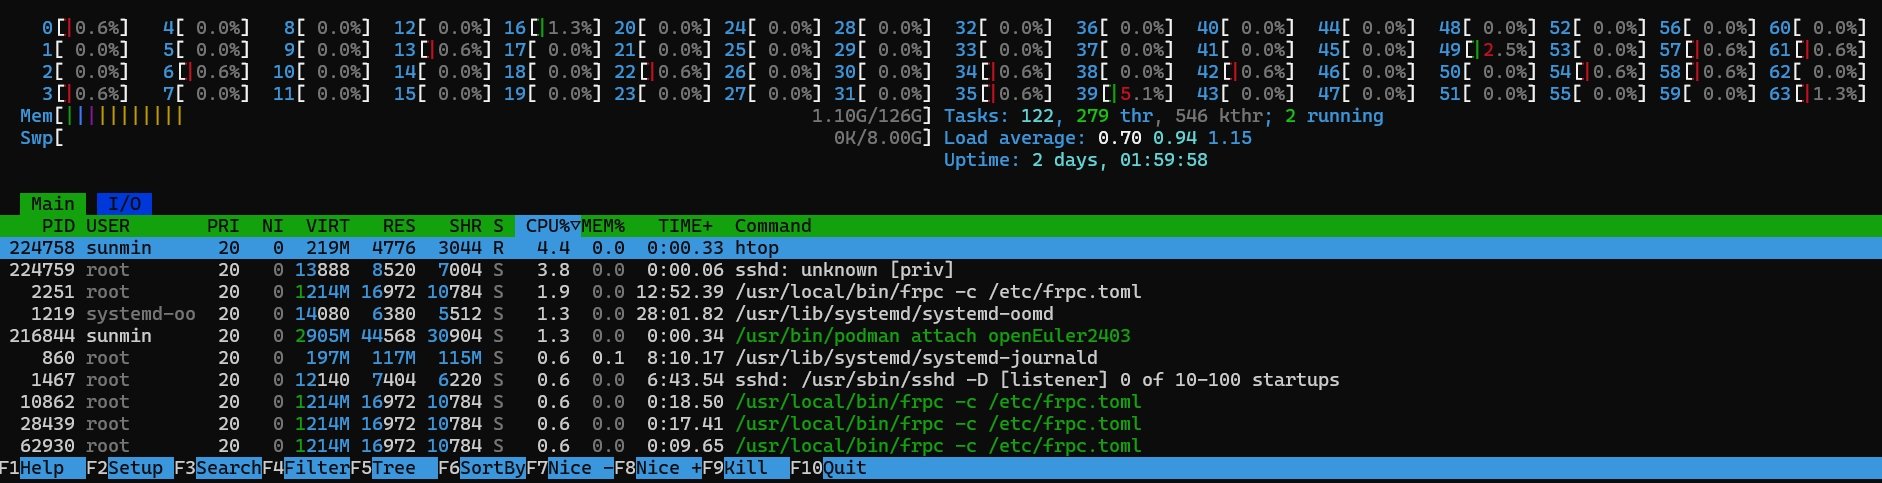 0[|0.6%] 4[ 0.0%] 8[ 0.0%] 12[ 0.0%] 16[|1.3%] 20[ 0.0%] 24[ 0.0%] 28[ 0.0%] 32[ 0.0%] 36[ 0.0%] 40[ 0.0%] 44[ 0.0%] 48[ 0.0%] 52[ 0.0%] 56[ 0.0%] 60[ 0.0%]
1[ 0.0%] 5[ 0.0%] 9[ 0.0%] 13[|0.6%] 17[ 0.0%] 21[ 0.0%] 25[ 0.0%] 29[ 0.0%] 33[ 0.0%] 37[ 0.0%] 41[ 0.0%] 45[ 0.0%] 49[|2.5%] 53[ 0.0%] 57[|0.6%] 61[|0.6%]
2[ 0.0%] 6[|0.6%] 10[ 0.0%] 14[ 0.0%] 18[ 0.0%] 22[|0.6%] 26[ 0.0%] 30[ 0.0%] 34[|0.6%] 38[ 0.0%] 42[|0.6%] 46[ 0.0%] 50[ 0.0%] 54[|0.6%] 58[|0.6%] 62[ 0.0%]
3[|0.6%] 7[ 0.0%] 11[ 0.0%] 15[ 0.0%] 19[ 0.0%] 23[ 0.0%] 27[ 0.0%] 31[ 0.0%] 35[|0.6%] 39[|5.1%] 43[ 0.0%] 47[ 0.0%] 51[ 0.0%] 55[ 0.0%] 59[ 0.0%] 63[|1.3%]
Mem[||||||||||| 1.10G/126G] Tasks: 122, 279 thr, 546 kthr; 2 running
Swp[ 0K/8.00G] Load average: 0.70 0.94 1.15
Uptime: 2 days, 01:59:58
Main I/O
PID USER PRI NI VIRT RES SHR S CPU%▽MEM% TIME+ Command
224758 sunmin 20 0 219M 4776 3044 R 4.4 0.0 0:00.33 htop
224759 root 20 0 13888 8520 7004 S 3.8 0.0 0:00.06 sshd: unknown [priv]
2251 root 20 0 1214M 16972 10784 S 1.9 0.0 12:52.39 /usr/local/bin/frpc -c /etc/frpc.toml
1219 systemd-oo 20 0 14080 6380 5512 S 1.3 0.0 28:01.82 /usr/lib/systemd/systemd-oomd
216844 sunmin 20 0 2905M 44568 30904 S 1.3 0.0 0:00.34 /usr/bin/podman attach openEuler2403
860 root 20 0 197M 117M 115M S 0.6 0.1 8:10.17 /usr/lib/systemd/systemd-journald
1467 root 20 0 12140 7404 6220 S 0.6 0.0 6:43.54 sshd: /usr/sbin/sshd -D [listener] 0 of 10-100 startups
10862 root 20 0 1214M 16972 10784 S 0.6 0.0 0:18.50 /usr/local/bin/frpc -c /etc/frpc.toml
28439 root 20 0 1214M 16972 10784 S 0.6 0.0 0:17.41 /usr/local/bin/frpc -c /etc/frpc.toml
62930 root 20 0 1214M 16972 10784 S 0.6 0.0 0:09.65 /usr/local/bin/frpc -c /etc/frpc.toml
F1Help F2Setup F3SearchF4FilterF5Tree F6SortByF7Nice -F8Nice +F9Kill F10Quit